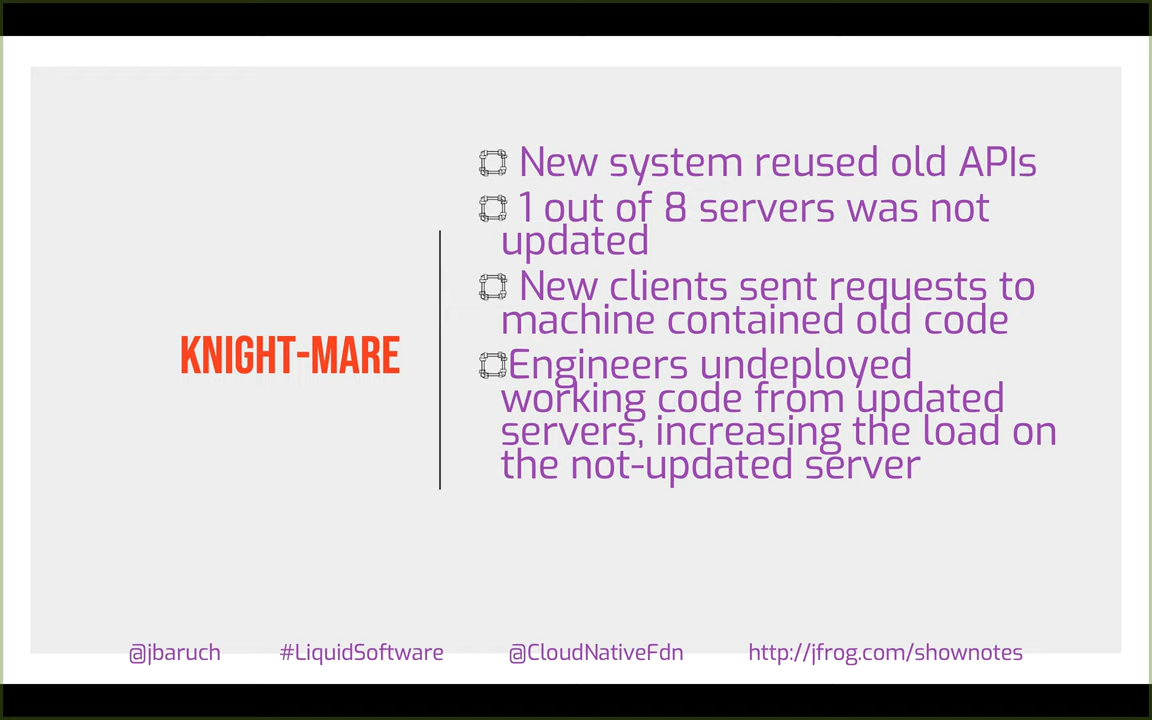 KNIGHT-MARE
New system reused old APIs
1 out of 8 servers was not
updated
New clients sent requests to
machine contained old code
Engineers undeployed
working code from updated
servers, increasing the load on
the not-updated server
@jbaruch #LiquidSoftware @CloudNativeFdn http://jfrog.com/shownotes